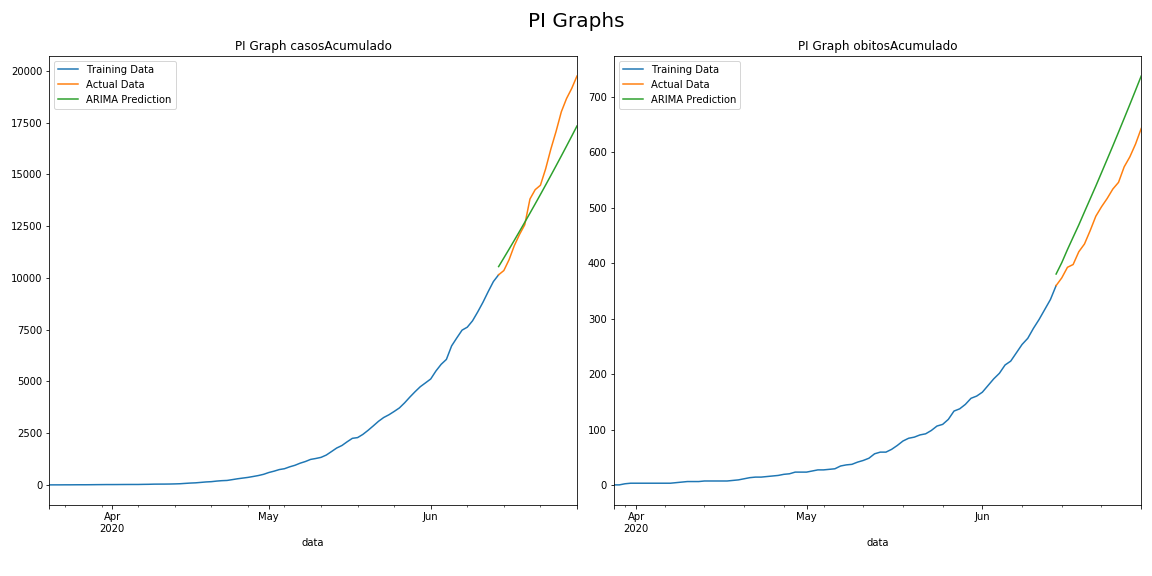 PI Graphs
PI Graph casosAcumulado
Training Data
Actual Data
ARIMA Prediction
20000
17500
15000
12500
10000
7500
5000
2500
0
Apr
2020
May
Jun
data
PI Graph obitosAcumulado
Training Data
Actual Data
ARIMA Prediction
700
600
500
400
300
200
100
0
Apr
2020
May
Jun
data